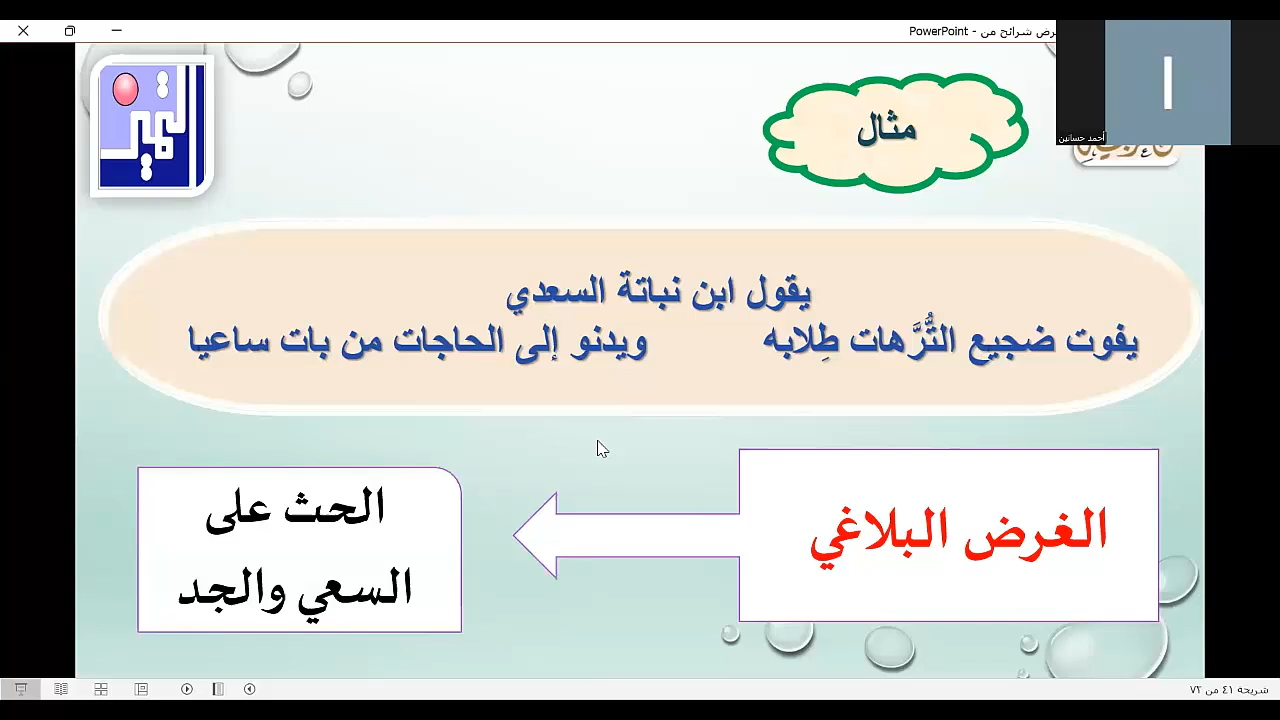 عرض شرائح من - PowerPoint
أحمد حسانين
مثال
يقول ابن نباتة السعدي
يفوت ضجيع التُّرَّهات طِلابه ويدنو إلى الحاجات من بات ساعيا
الغرض البلاغي
الحث على
السعي والجد
شريحة ٤١ من ٧٢